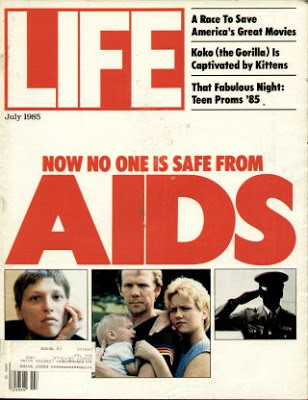 LIFE
A Race To Save
America's Great Movies
Koko (the Gorilla) Is
Captivated by Kittens
That Fabulous Night:
Teen Proms '85
July 1985
NOW NO ONE IS SAFE FROM
AIDS